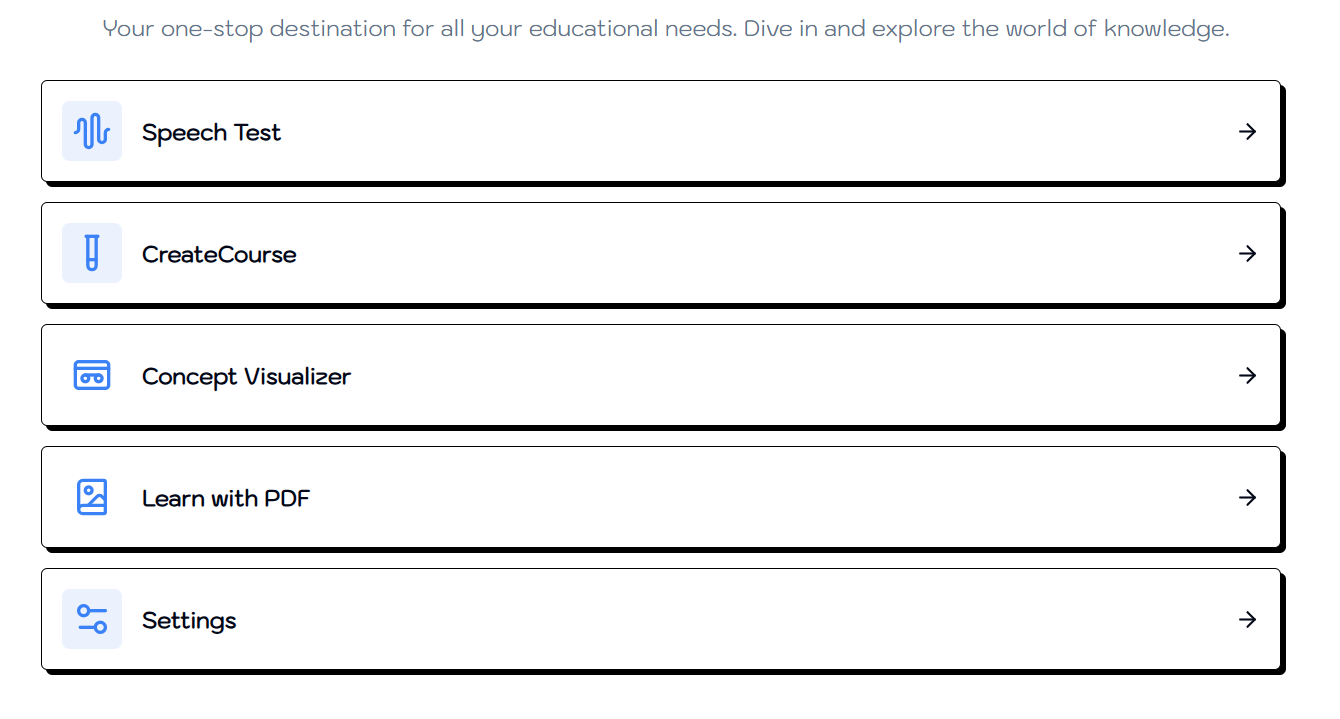 Your one-stop destination for all your educational needs. Dive in and explore the world of knowledge.
Speech Test
CreateCourse
Concept Visualizer
Learn with PDF
Settings